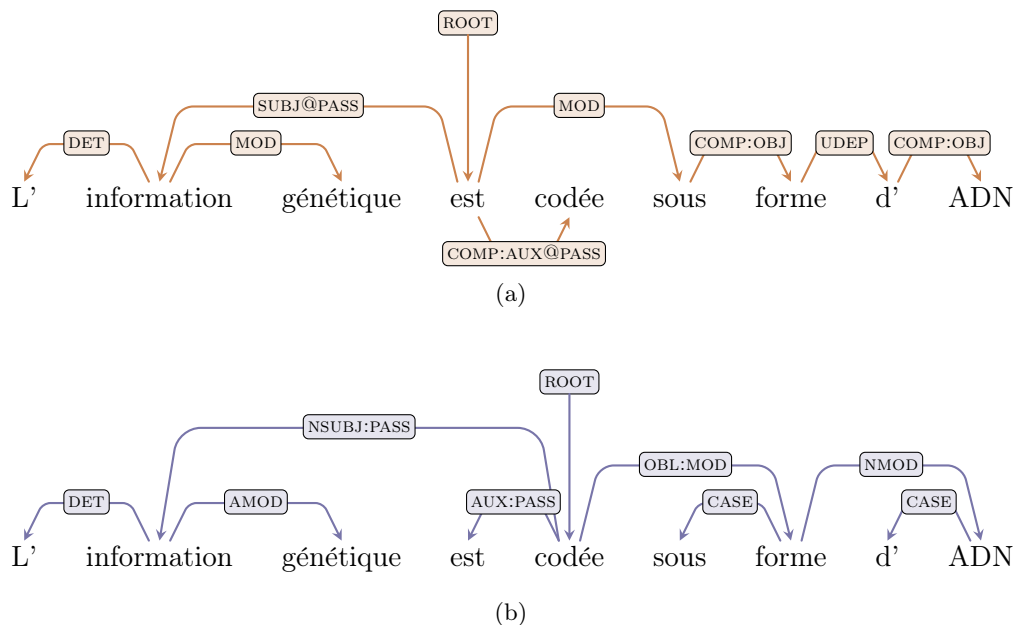 ROOT
SUBJ@PASS MOD
DET MOD COMP:OBJ UDEP COMP:OBJ
L' information génétique est codée sous forme d' ADN
COMP:AUX@PASS
(a)
ROOT
NSUBJ:PASS
OBL:MOD NMOD
DET AMOD AUX:PASS CASE CASE
L' information génétique est codée sous forme d' ADN
(b)